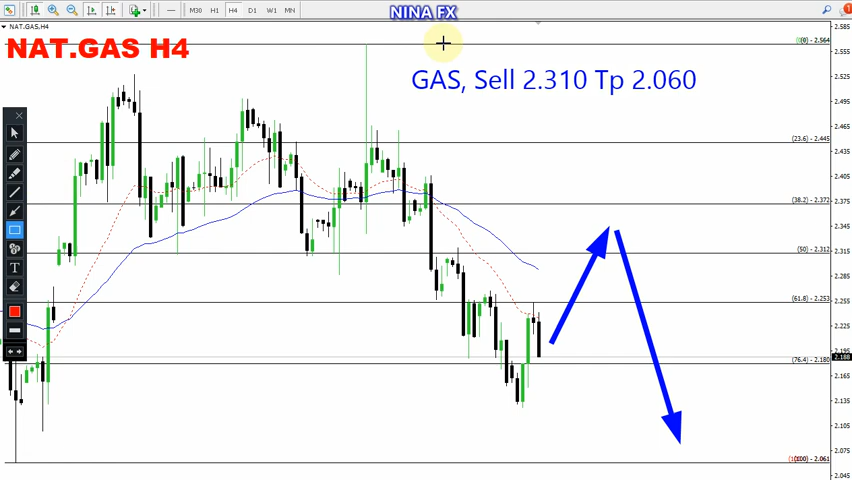 M30 H1 H4 D1 W1 MN
NINA FX
NAT.GAS,H4
NAT.GAS H4
GAS, Sell 2.310 Tp 2.060
(0) - 2.564
(23.6) - 2.445
(38.2) - 2.372
(50) - 2.312
(61.8) - 2.253
(76.4) - 2.180
(100) - 2.061
2.585
2.555
2.525
2.495
2.465
2.435
2.405
2.375
2.345
2.315
2.285
2.255
2.225
2.195
2.188
2.165
2.135
2.105
2.075
2.045
T